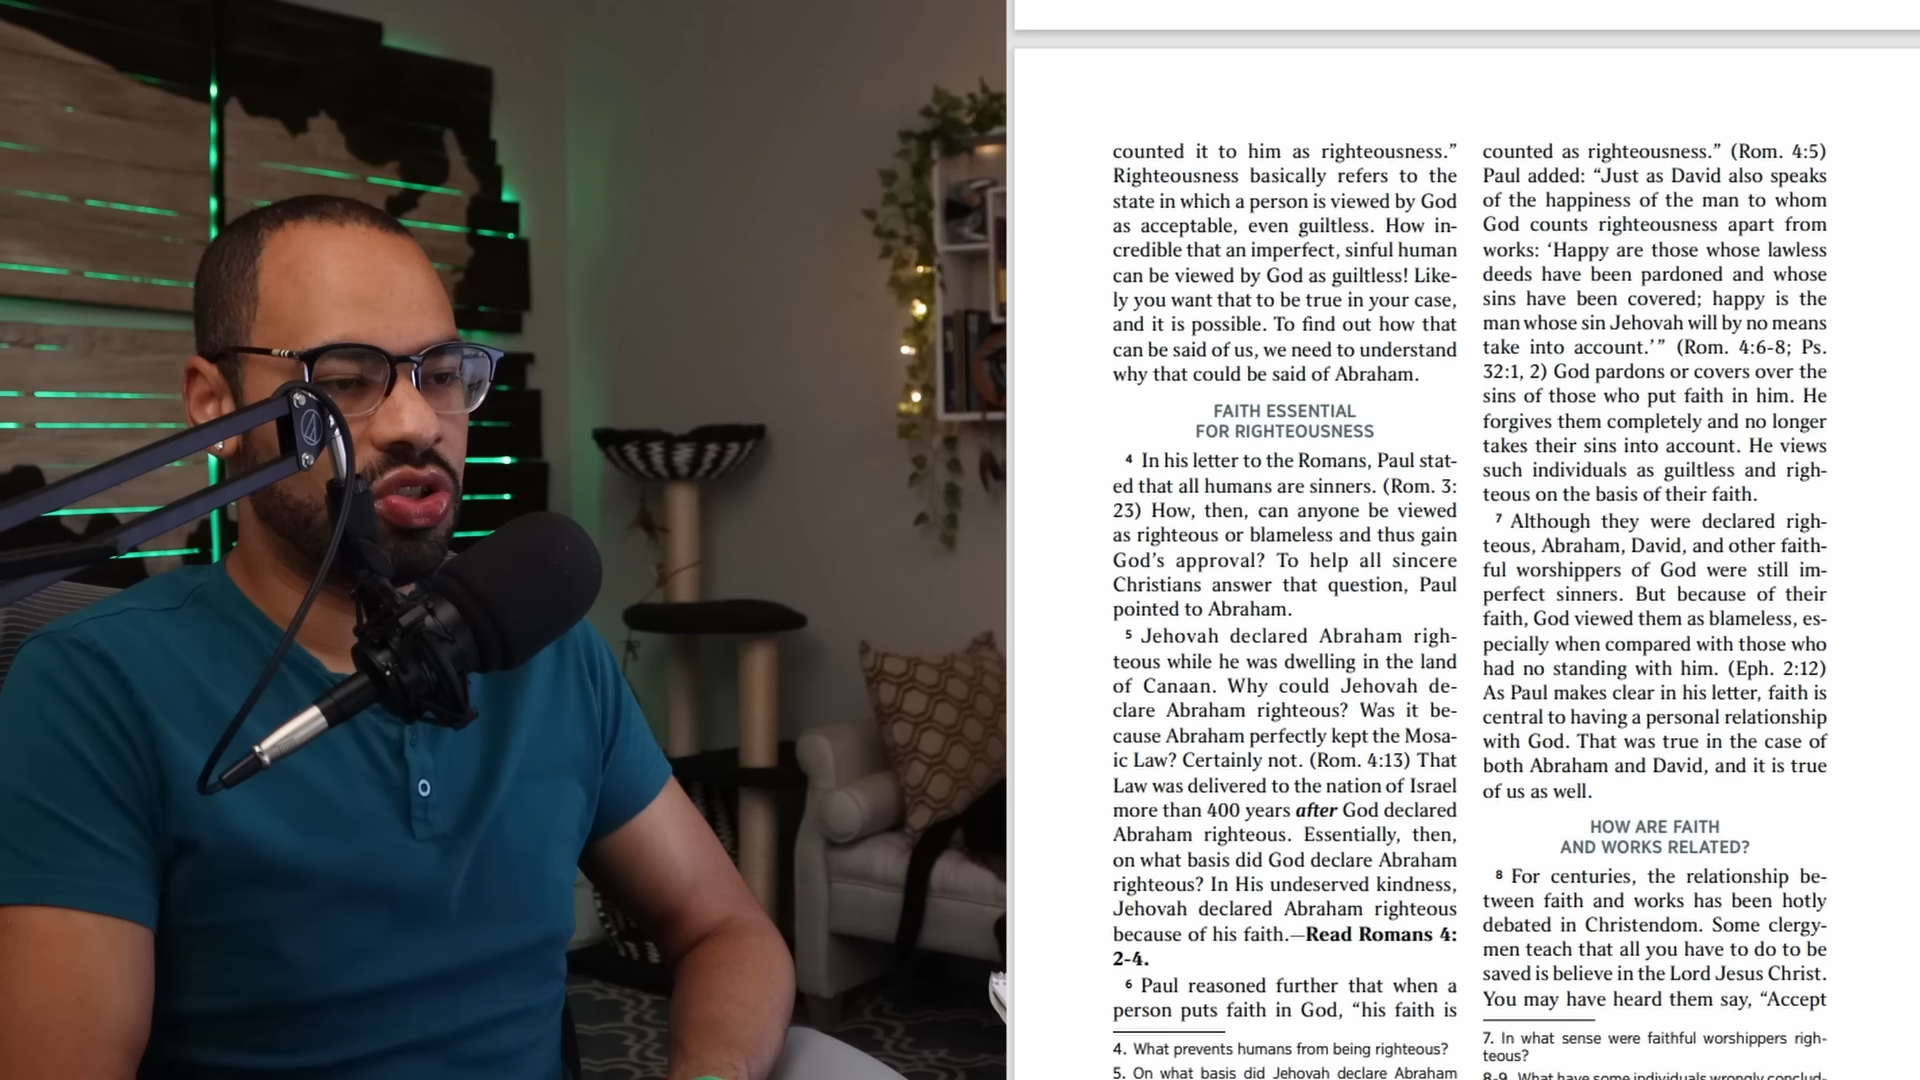 counted it to him as righteousness.”
Righteousness basically refers to the
state in which a person is viewed by God
as acceptable, even guiltless. How in-
credible that an imperfect, sinful human
can be viewed by God as guiltless! Like-
ly you want that to be true in your case,
and it is possible. To find out how that
can be said of us, we need to understand
why that could be said of Abraham.
FAITH ESSENTIAL
FOR RIGHTEOUSNESS
4 In his letter to the Romans, Paul stat-
ed that all humans are sinners. (Rom. 3:
23) How, then, can anyone be viewed
as righteous or blameless and thus gain
God’s approval? To help all sincere
Christians answer that question, Paul
pointed to Abraham.
5 Jehovah declared Abraham righ-
teous while he was dwelling in the land
of Canaan. Why could Jehovah de-
clare Abraham righteous? Was it be-
cause Abraham perfectly kept the Mosa-
ic Law? Certainly not. (Rom. 4:13) That
Law was delivered to the nation of Israel
more than 400 years after God declared
Abraham righteous. Essentially, then,
on what basis did God declare Abraham
righteous? In His undeserved kindness,
Jehovah declared Abraham righteous
because of his faith.—Read Romans 4:
2-4.
6 Paul reasoned further that when a
person puts faith in God, “his faith is
4. What prevents humans from being righteous?
5. On what basis did Jehovah declare Abraham
counted as righteousness.” (Rom. 4:5)
Paul added: “Just as David also speaks
of the happiness of the man to whom
God counts righteousness apart from
works: ‘Happy are those whose lawless
deeds have been pardoned and whose
sins have been covered; happy is the
man whose sin Jehovah will by no means
take into account.’” (Rom. 4:6-8; Ps.
32:1, 2) God pardons or covers over the
sins of those who put faith in him. He
forgives them completely and no longer
takes their sins into account. He views
such individuals as guiltless and righ-
teous on the basis of their faith.
7 Although they were declared righ-
teous, Abraham, David, and other faith-
ful worshippers of God were still im-
perfect sinners. But because of their
faith, God viewed them as blameless, es-
pecially when compared with those who
had no standing with him. (Eph. 2:12)
As Paul makes clear in his letter, faith is
central to having a personal relationship
with God. That was true in the case of
both Abraham and David, and it is true
of us as well.
HOW ARE FAITH
AND WORKS RELATED?
8 For centuries, the relationship be-
tween faith and works has been hotly
debated in Christendom. Some clergy-
men teach that all you have to do to be
saved is believe in the Lord Jesus Christ.
You may have heard them say, “Accept
7. In what sense were faithful worshippers righ-
teous?
8-9. What have some individuals wrongly conclud-